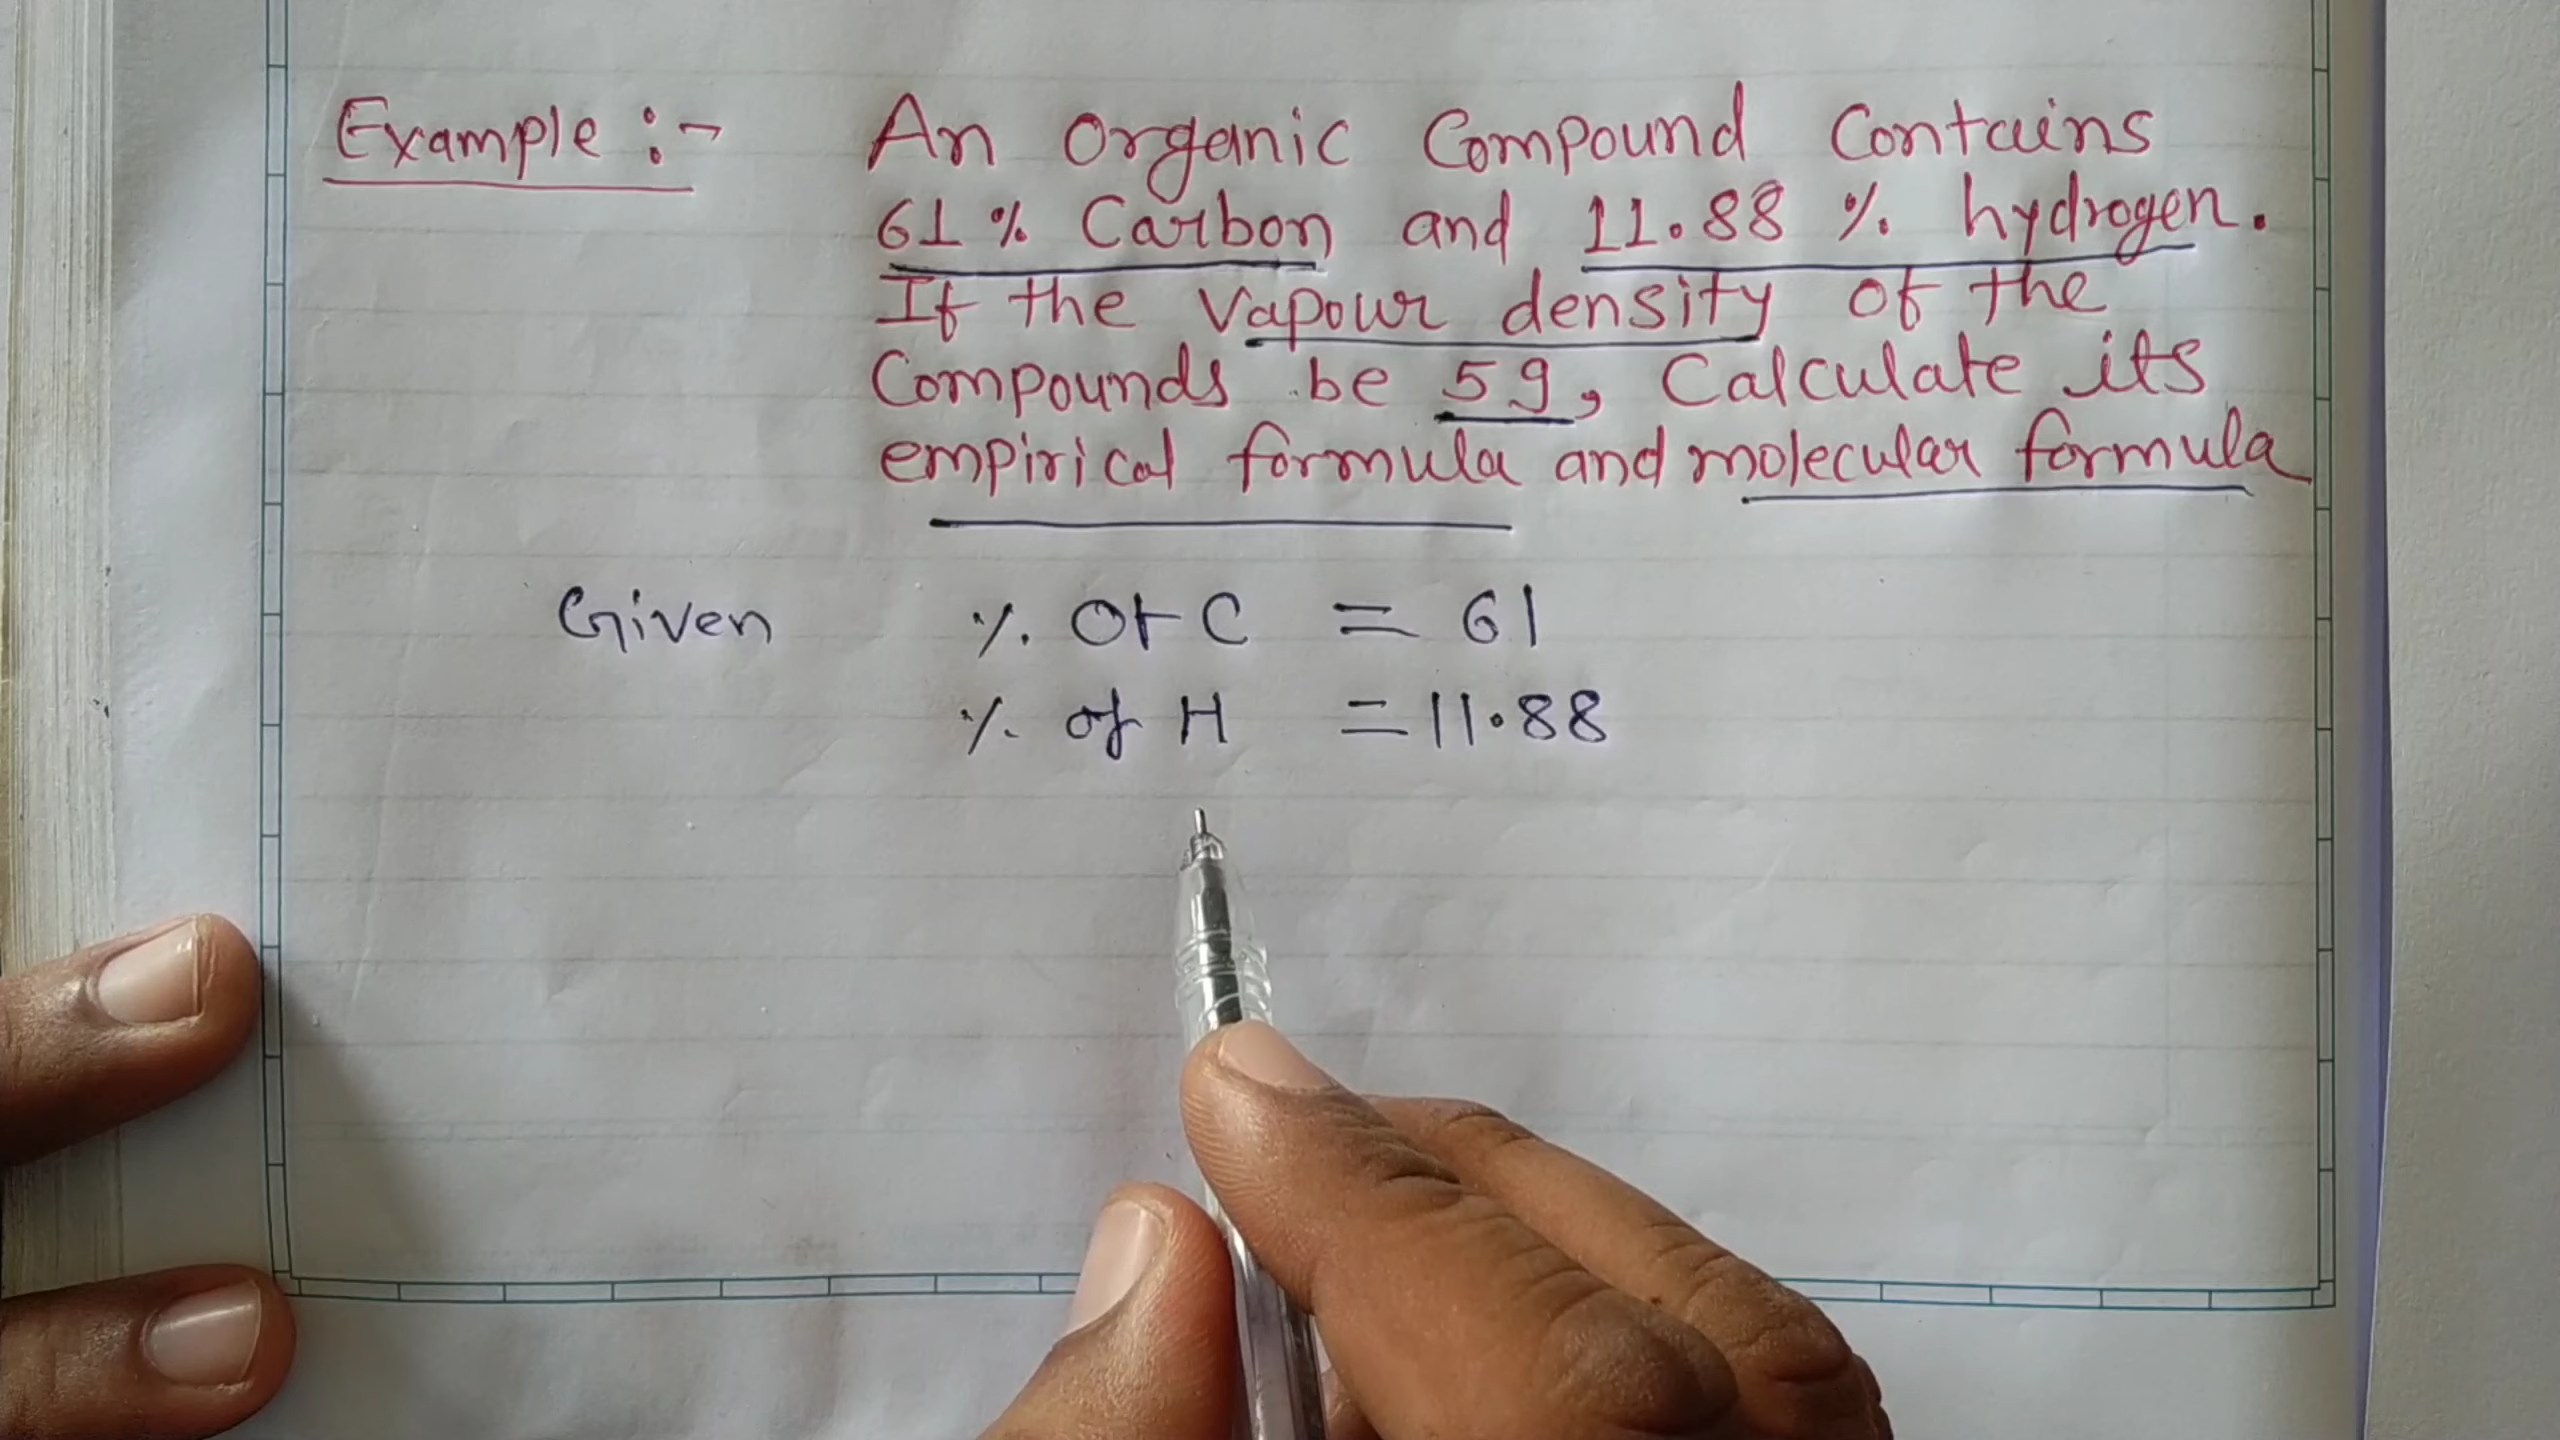 Example :- An Organic Compound Contains
61 % Carbon and 11.88 % hydrogen.
If the Vapour density of the
Compounds be 59, Calculate its
empirical formula and molecular formula
Given % of C = 61
% of H = 11.88